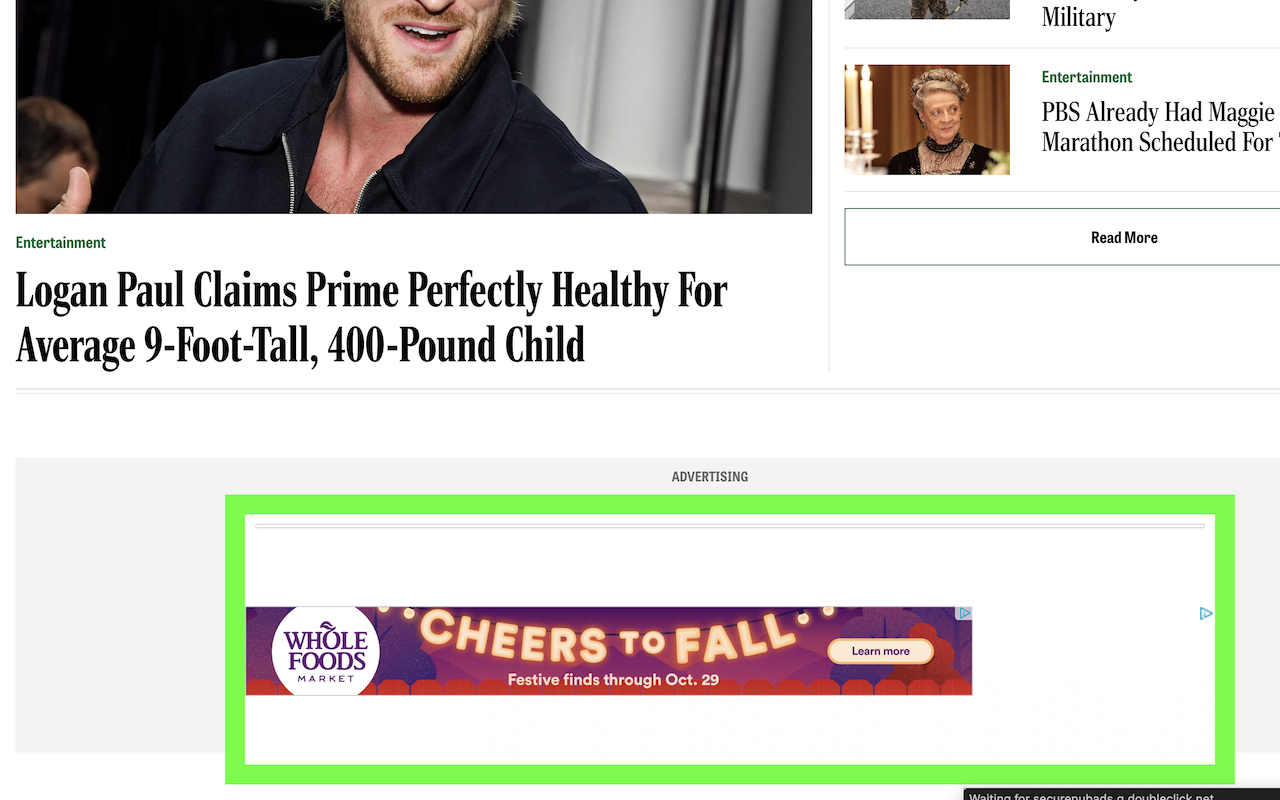 Military
Entertainment
PBS Already Had Maggie
Marathon Scheduled For
Read More
Entertainment
Logan Paul Claims Prime Perfectly Healthy For
Average 9-Foot-Tall, 400-Pound Child
ADVERTISING
WHOLE
FOODS
MARKET
CHEERS TO FALL
Festive finds through Oct. 29
Learn more
Waiting for securepubads.g.doubleclick.net